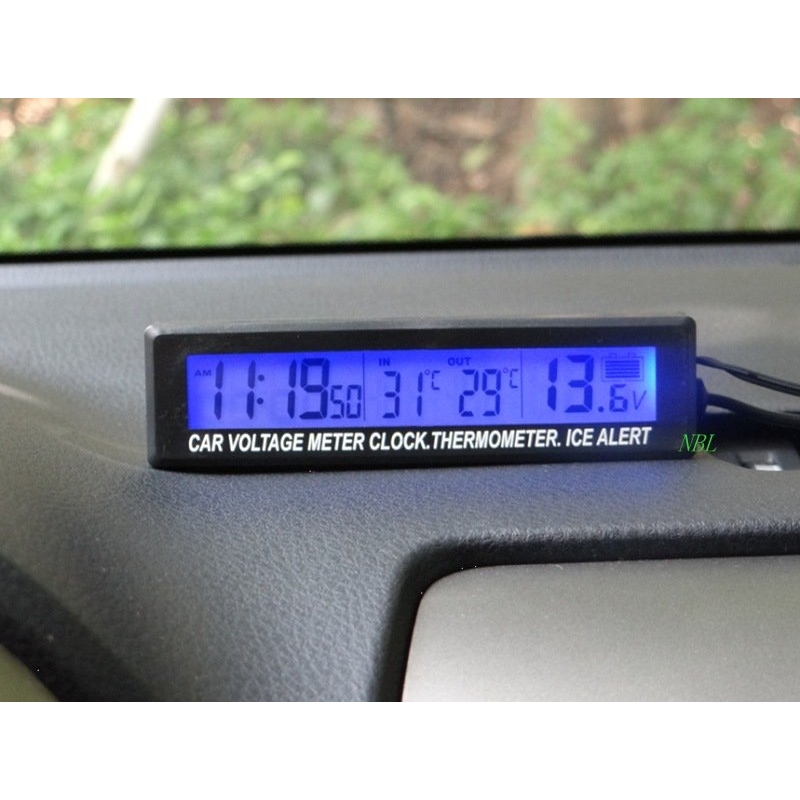 AM 11:19 50 IN 31°C OUT 29°C 13.6V
CAR VOLTAGE METER CLOCK.THERMOMETER. ICE ALERT
NBL